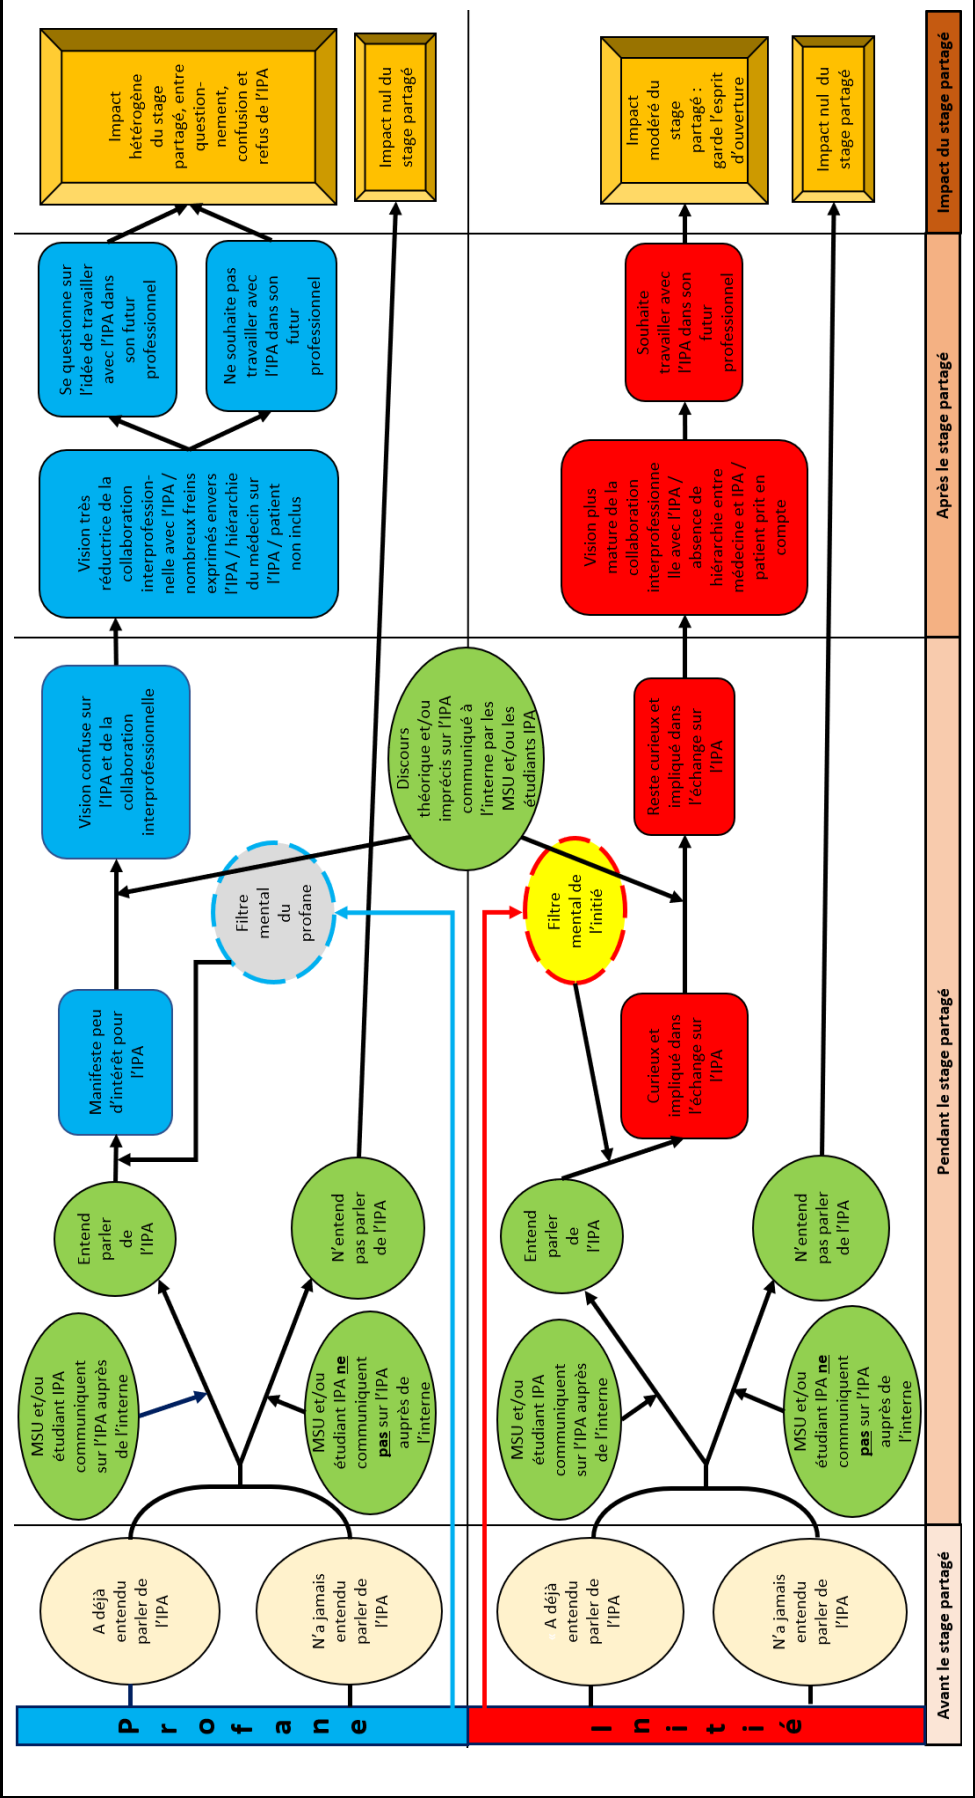 Profane
A déjà
entendu
parler de
l'IPA
N'a jamais
entendu
parler de
l'IPA
MSU et/ou
étudiant IPA
communiquent
sur l'IPA auprès
de l'interne
MSU et/ou
étudiant IPA ne
communiquent
pas sur l'IPA
auprès de
l'interne
Entend
parler
de
l'IPA
N'entend
pas parler
de l'IPA
Manifeste peu
d'intérêt pour
l'IPA
Filtre
mental
du
profane
Vision confuse sur
l'IPA et de la
collaboration
interprofessionnelle
Discours
théorique et/ou
imprécis sur l'IPA
communiqué à
l'interne par les
MSU et/ou les
étudiants IPA
Vision très
réductrice de la
collaboration
interprofession-
nelle avec l'IPA /
nombreux freins
exprimés envers
l'IPA / hiérarchie
du médecin sur
l'IPA / patient
non inclus
Se questionne sur
l'idée de travailler
avec l'IPA dans
son futur
professionnel
Ne souhaite pas
travailler avec
l'IPA dans son
futur
professionnel
Impact
hétérogène
du stage
partagé, entre
question-
nement,
confusion et
refus de l'IPA
Impact nul du
stage partagé
Initié
A déjà
entendu
parler de
l'IPA
N'a jamais
entendu
parler de
l'IPA
MSU et/ou
étudiant IPA
communiquent
sur l'IPA auprès
de l'interne
MSU et/ou
étudiant IPA ne
communiquent
pas sur l'IPA
auprès de
l'interne
Entend
parler
de
l'IPA
N'entend
pas parler
de l'IPA
Curieux et
impliqué dans
l'échange sur
l'IPA
Filtre
mental de
l'initié
Reste curieux et
impliqué dans
l'échange sur
l'IPA
Vision plus
mature de la
collaboration
interprofessionne
lle avec l'IPA /
absence de
hiérarchie entre
médecine et IPA /
patient prit en
compte
Souhaite
travailler avec
l'IPA dans son
futur
professionnel
Impact
modéré du
stage
partagé :
garde l'esprit
d'ouverture
Impact nul du
stage partagé
Avant le stage partagé
Pendant le stage partagé
Après le stage partagé
Impact du stage partagé